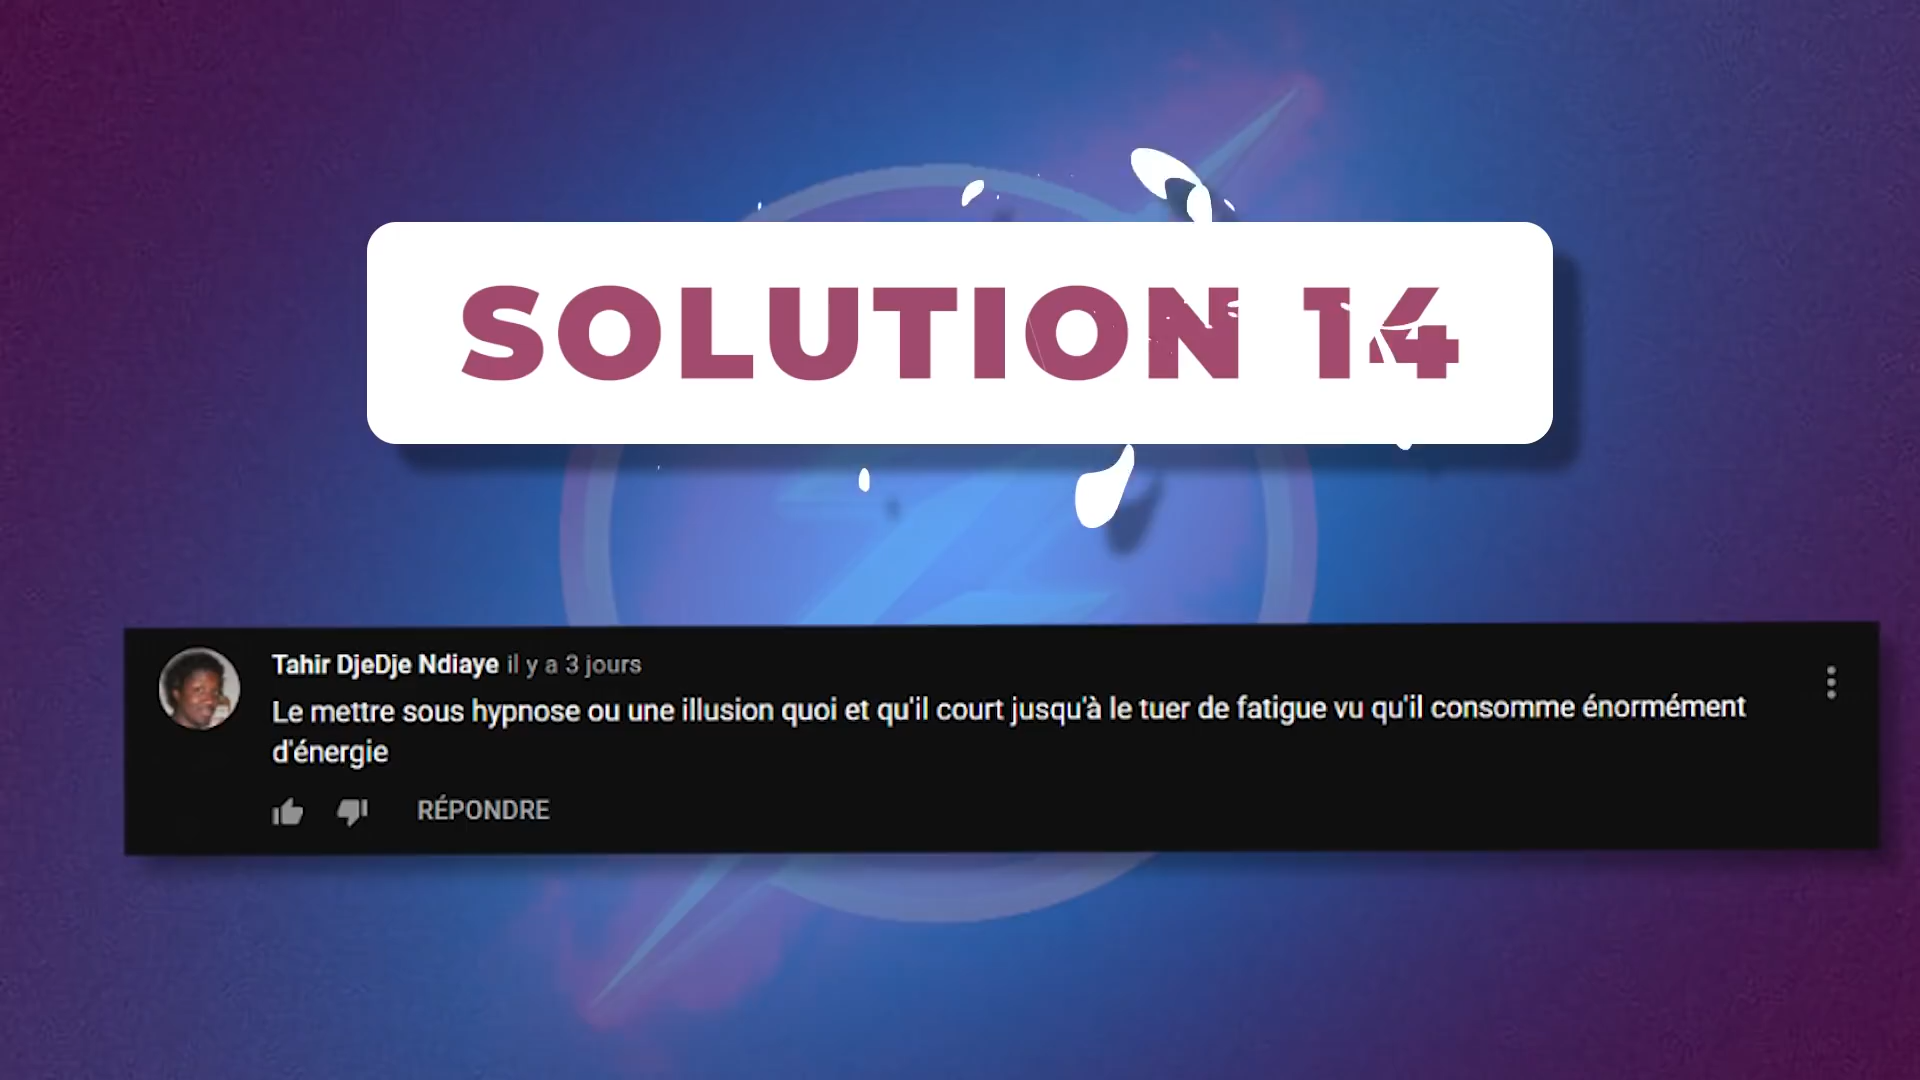 SOLUTION 14
Tahir DjeDje Ndiaye il y a 3 jours
Le mettre sous hypnose ou une illusion quoi et qu'il court jusqu'à le tuer de fatigue vu qu'il consomme énormément
d'énergie
RÉPONDRE